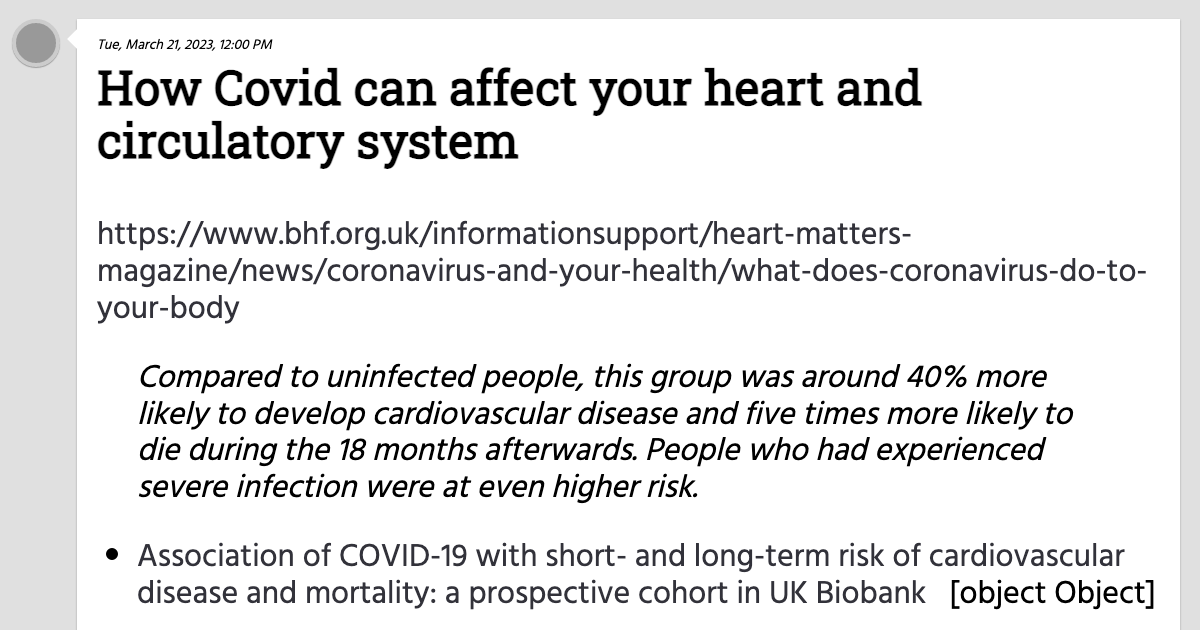 Tue, March 21, 2023, 12:00 PM
How Covid can affect your heart and
circulatory system
https://www.bhf.org.uk/informationsupport/heart-matters-
magazine/news/coronavirus-and-your-health/what-does-coronavirus-do-to-
your-body
Compared to uninfected people, this group was around 40% more
likely to develop cardiovascular disease and five times more likely to
die during the 18 months afterwards. People who had experienced
severe infection were at even higher risk.
• Association of COVID-19 with short- and long-term risk of cardiovascular
disease and mortality: a prospective cohort in UK Biobank [object Object]